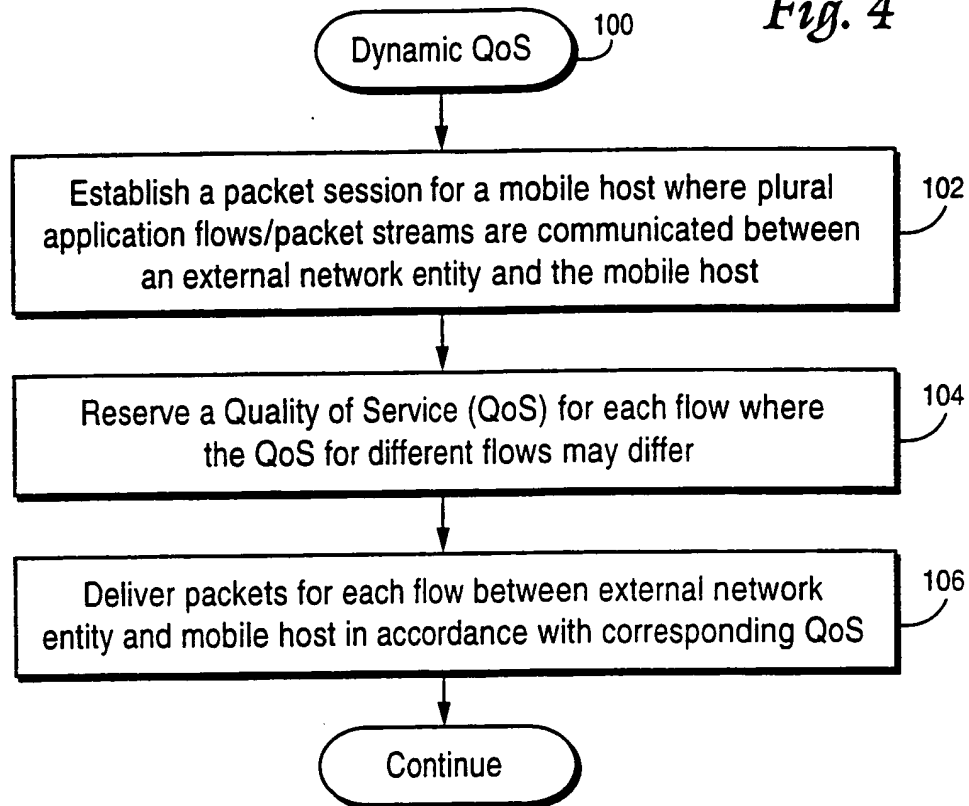 Fig. 4
Dynamic QoS
100
Establish a packet session for a mobile host where plural
application flows/packet streams are communicated between
an external network entity and the mobile host
102
Reserve a Quality of Service (QoS) for each flow where
the QoS for different flows may differ
104
Deliver packets for each flow between external network
entity and mobile host in accordance with corresponding QoS
106
Continue